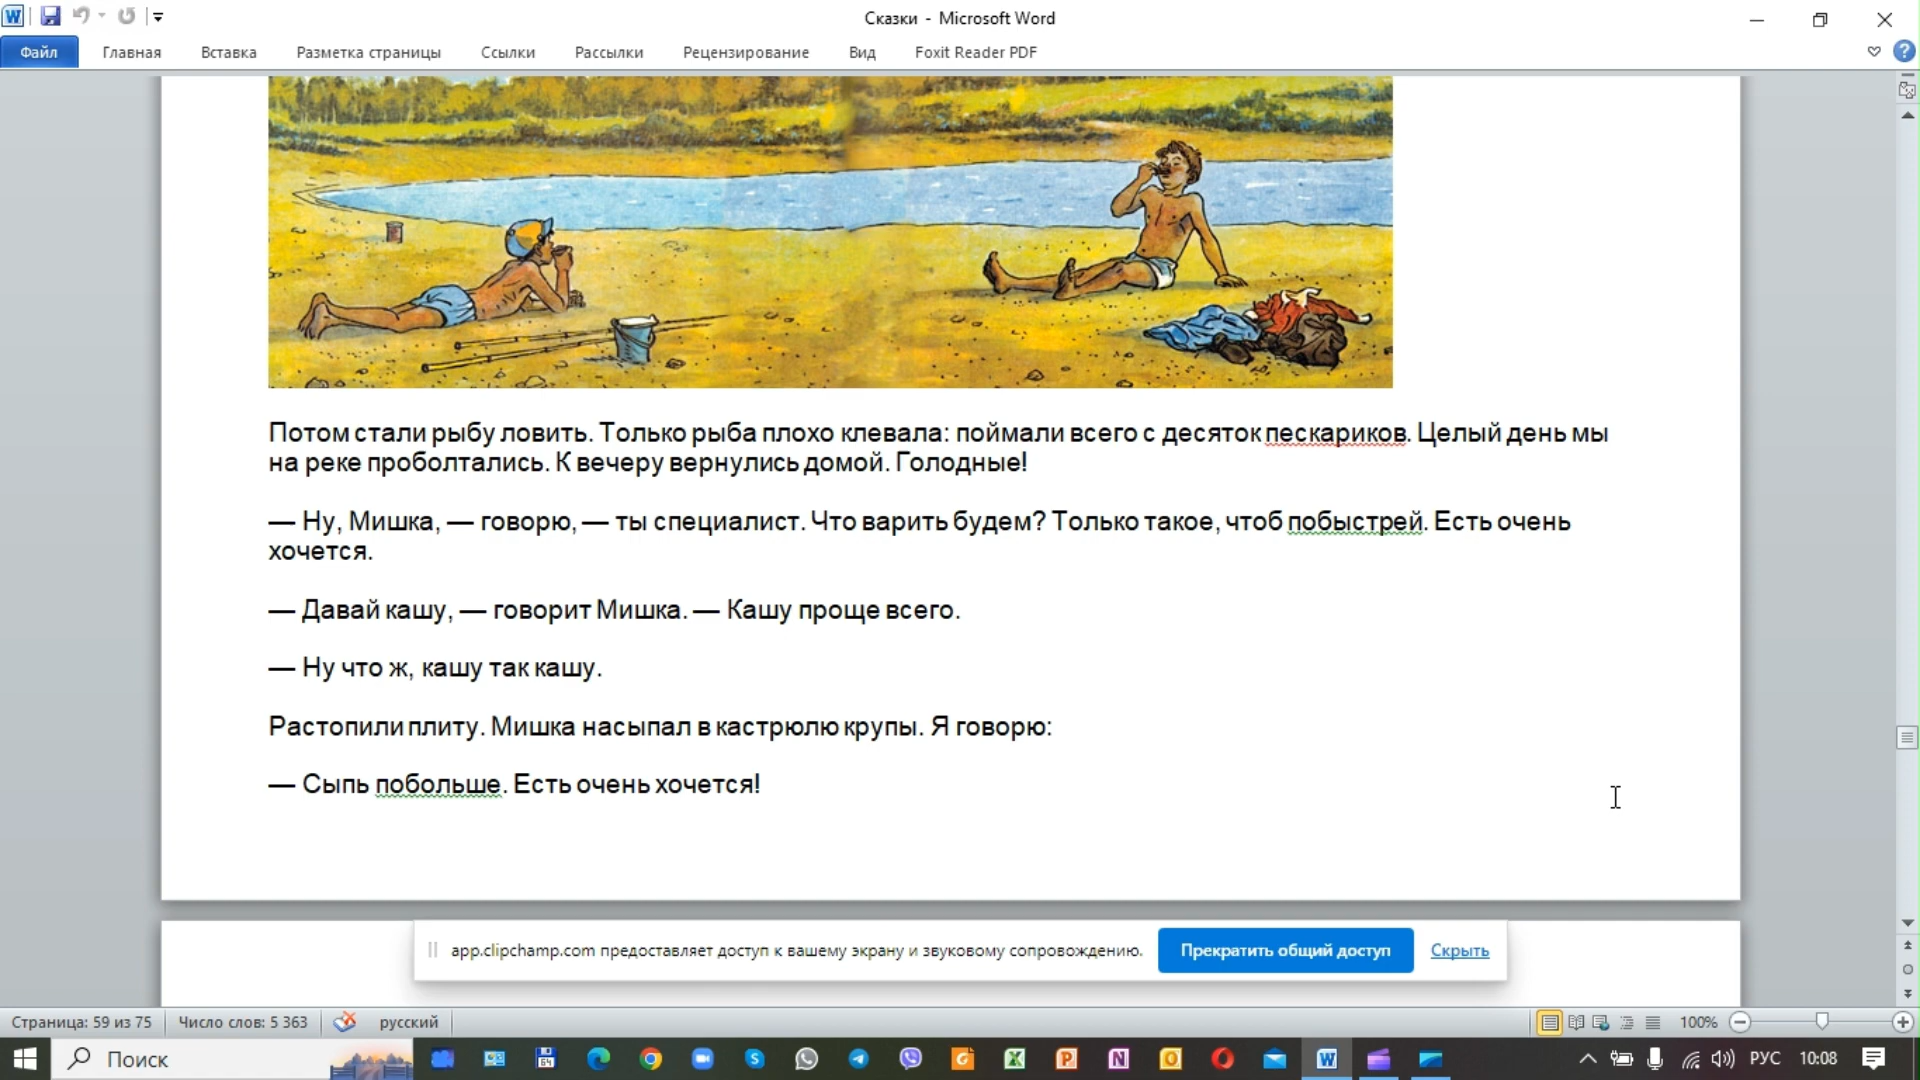 Сказки - Microsoft Word
Файл Главная Вставка Разметка страницы Ссылки Рассылки Рецензирование Вид Foxit Reader PDF
Потом стали рыбу ловить. Только рыба плохо клевала: поймали всего с десяток пескариков. Целый день мы
на реке проболтались. К вечеру вернулись домой. Голодные!
— Ну, Мишка, — говорю, — ты специалист. Что варить будем? Только такое, чтоб побыстрей. Есть очень
хочется.
— Давай кашу, — говорит Мишка. — Кашу проще всего.
— Ну что ж, кашу так кашу.
Растопили плиту. Мишка насыпал в кастрюлю крупы. Я говорю:
— Сыпь побольше. Есть очень хочется!
app.clipchamp.com предоставляет доступ к вашему экрану и звуковому сопровождению. Прекратить общий доступ Скрыть
Страница: 59 из 75 Число слов: 5 363 русский 100%
Поиск РУС 10:08